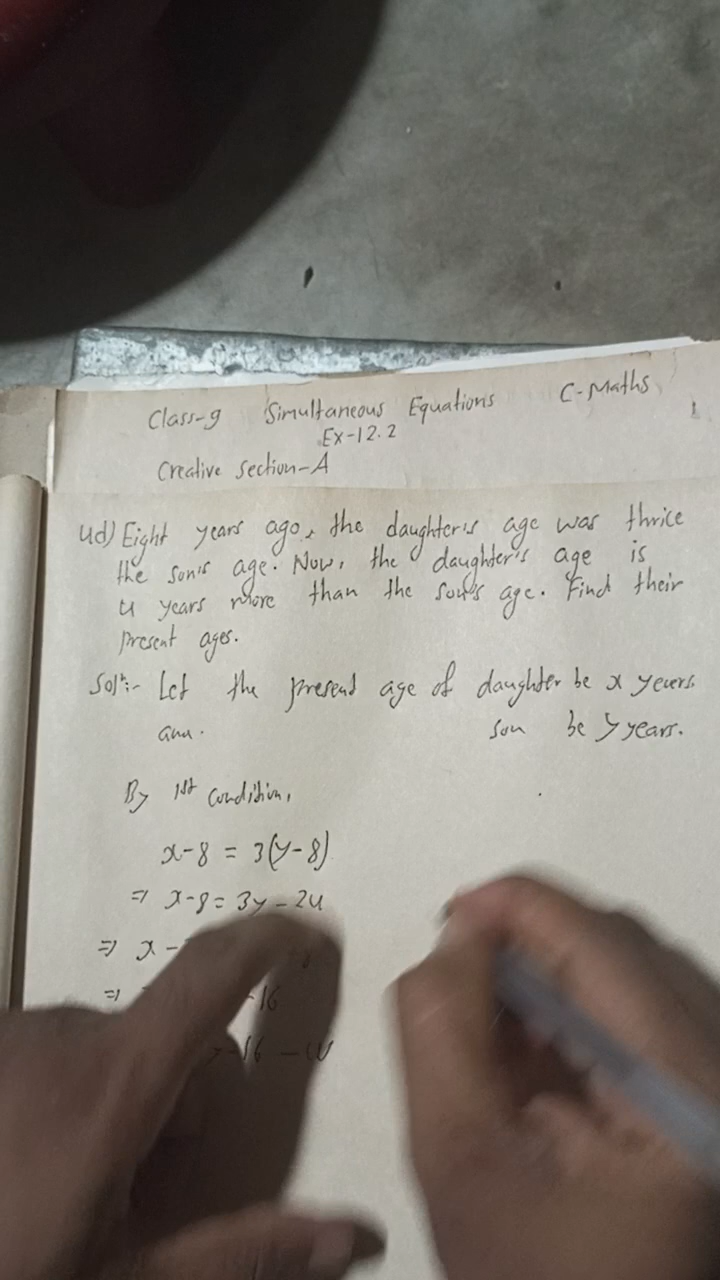 Class-9 Simultaneous Equations C-Maths
Ex-12.2
Creative section-A
4d) Eight years ago, the daughter's age was thrice
the son's age. Now, the daughter's age is
4 years more than the son's age. Find their
present ages.
Solⁿ:- Let the present age of daughter be x years
son be y years.
By 1st condition,
x-8 = 3(y-8)
⇒ x-8 = 3y - 24
⇒ x -
⇒ -16
-16 - (i)